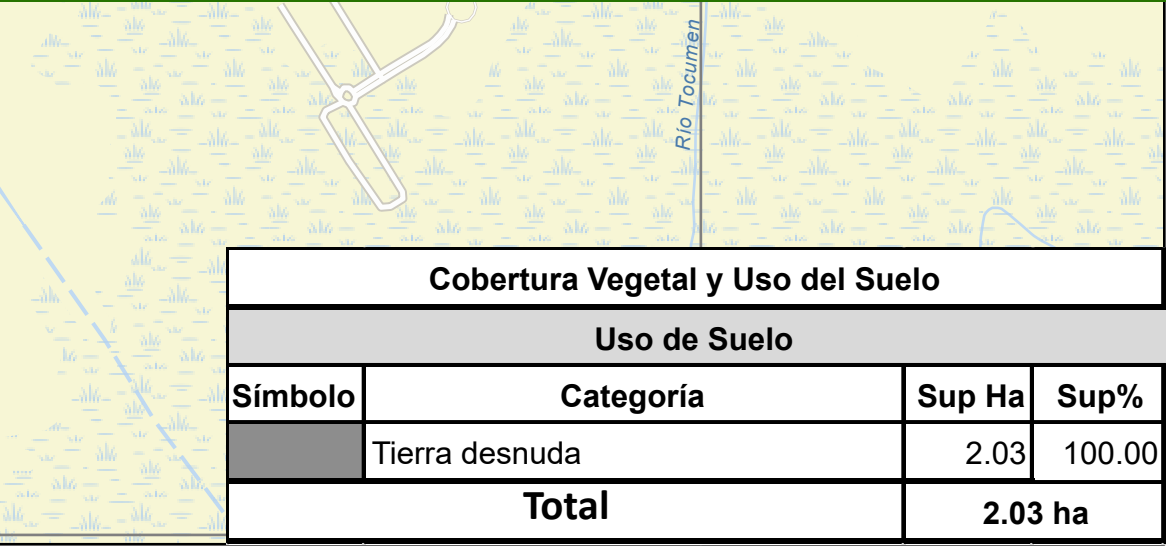 Río Tocumen
Cobertura Vegetal y Uso del Suelo
Uso de Suelo
Símbolo Categoría Sup Ha Sup%
Tierra desnuda 2.03 100.00
Total 2.03 ha